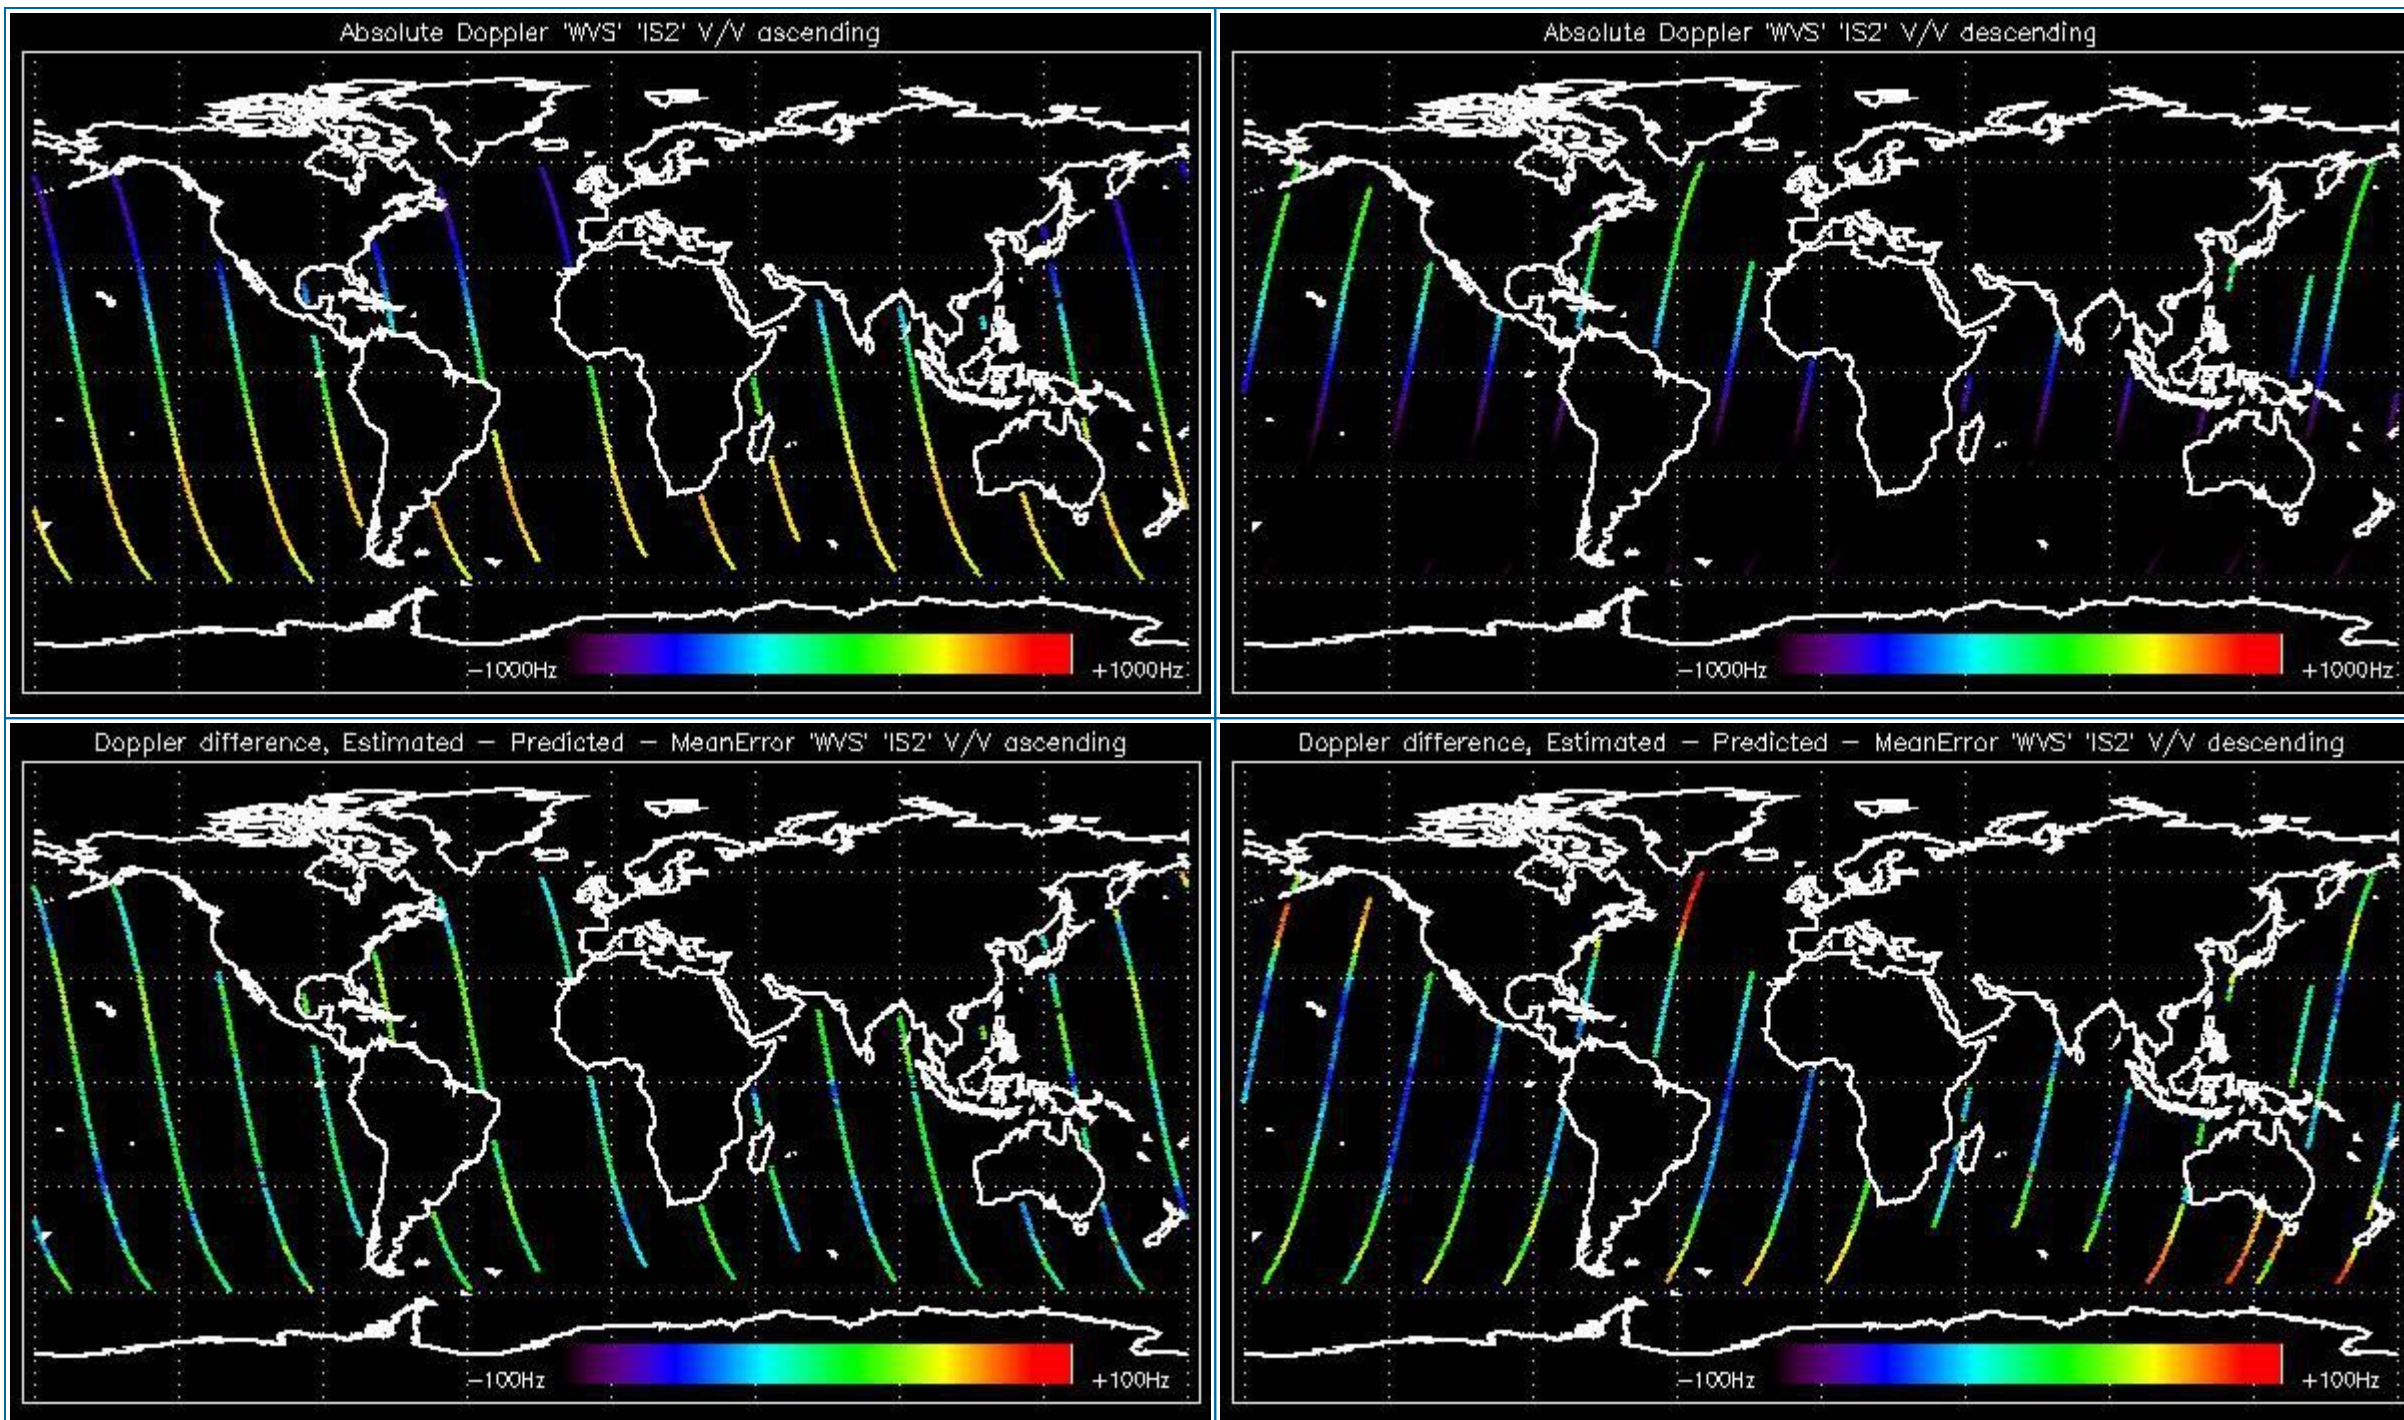 Absolute Doppler 'WVS' 'IS2' V/V ascending
-1000Hz
+1000Hz
Absolute Doppler 'WVS' 'IS2' V/V descending
-1000Hz
+1000Hz
Doppler difference, Estimated - Predicted - MeanError 'WVS' 'IS2' V/V ascending
-100Hz
+100Hz
Doppler difference, Estimated - Predicted - MeanError 'WVS' 'IS2' V/V descending
-100Hz
+100Hz